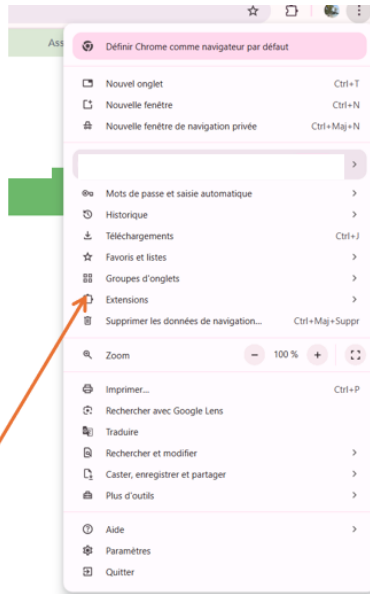 Ass
Définir Chrome comme navigateur par défaut
Nouvel onglet Ctrl+T
Nouvelle fenêtre Ctrl+N
Nouvelle fenêtre de navigation privée Ctrl+Maj+N
Mots de passe et saisie automatique
Historique
Téléchargements Ctrl+J
Favoris et listes
Groupes d'onglets
Extensions
Supprimer les données de navigation... Ctrl+Maj+Suppr
Zoom − 100 % +
Imprimer... Ctrl+P
Rechercher avec Google Lens
Traduire
Rechercher et modifier
Caster, enregistrer et partager
Plus d'outils
Aide
Paramètres
Quitter